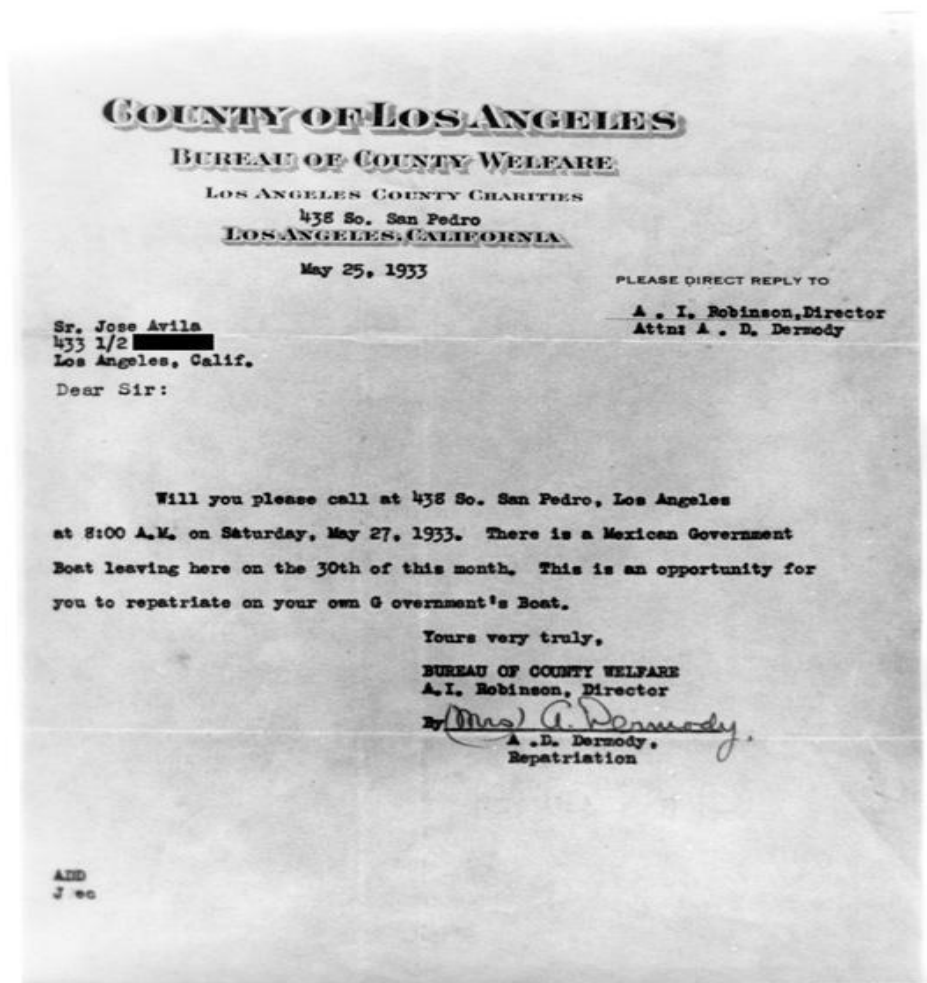 COUNTY OF LOS ANGELES
BUREAU OF COUNTY WELFARE
LOS ANGELES COUNTY CHARITIES
438 So. San Pedro
LOS ANGELES, CALIFORNIA
May 25, 1933
PLEASE DIRECT REPLY TO
A . I. Robinson,Director
Attn: A . D. Dermody
Sr. Jose Avila
433 1/2
Los Angeles, Calif.
Dear Sir:
Will you please call at 438 So. San Pedro, Los Angeles
at 8:00 A.M. on Saturday, May 27, 1933. There is a Mexican Government
Boat leaving here on the 30th of this month. This is an opportunity for
you to repatriate on your own G overnment's Boat.
Yours very truly,
BUREAU OF COUNTY WELFARE
A.I. Robinson, Director
By (Mrs) A. Dermody.
A .D. Dermody,
Repatriation
ADD
J